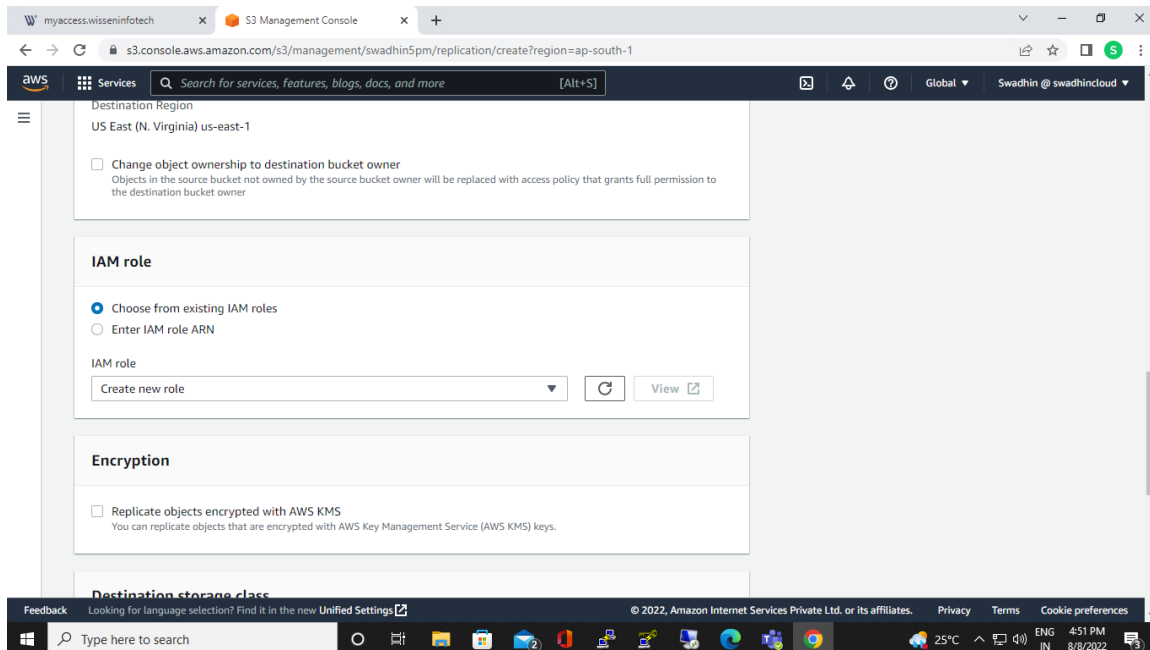 myaccess.wisseninfotech
S3 Management Console
s3.console.aws.amazon.com/s3/management/swadhin5pm/replication/create?region=ap-south-1
S
aws
Services
Search for services, features, blogs, docs, and more
[Alt+S]
Global
Swadhin @ swadhincloud
Destination Region
US East (N. Virginia) us-east-1
Change object ownership to destination bucket owner
Objects in the source bucket not owned by the source bucket owner will be replaced with access policy that grants full permission to
the destination bucket owner
IAM role
Choose from existing IAM roles
Enter IAM role ARN
IAM role
Create new role
View
Encryption
Replicate objects encrypted with AWS KMS
You can replicate objects that are encrypted with AWS Key Management Service (AWS KMS) keys.
Destination storage class
Feedback
Looking for language selection? Find it in the new Unified Settings
© 2022, Amazon Internet Services Private Ltd. or its affiliates.
Privacy
Terms
Cookie preferences
Type here to search
2
25°C
ENG
IN
4:51 PM
8/8/2022
3